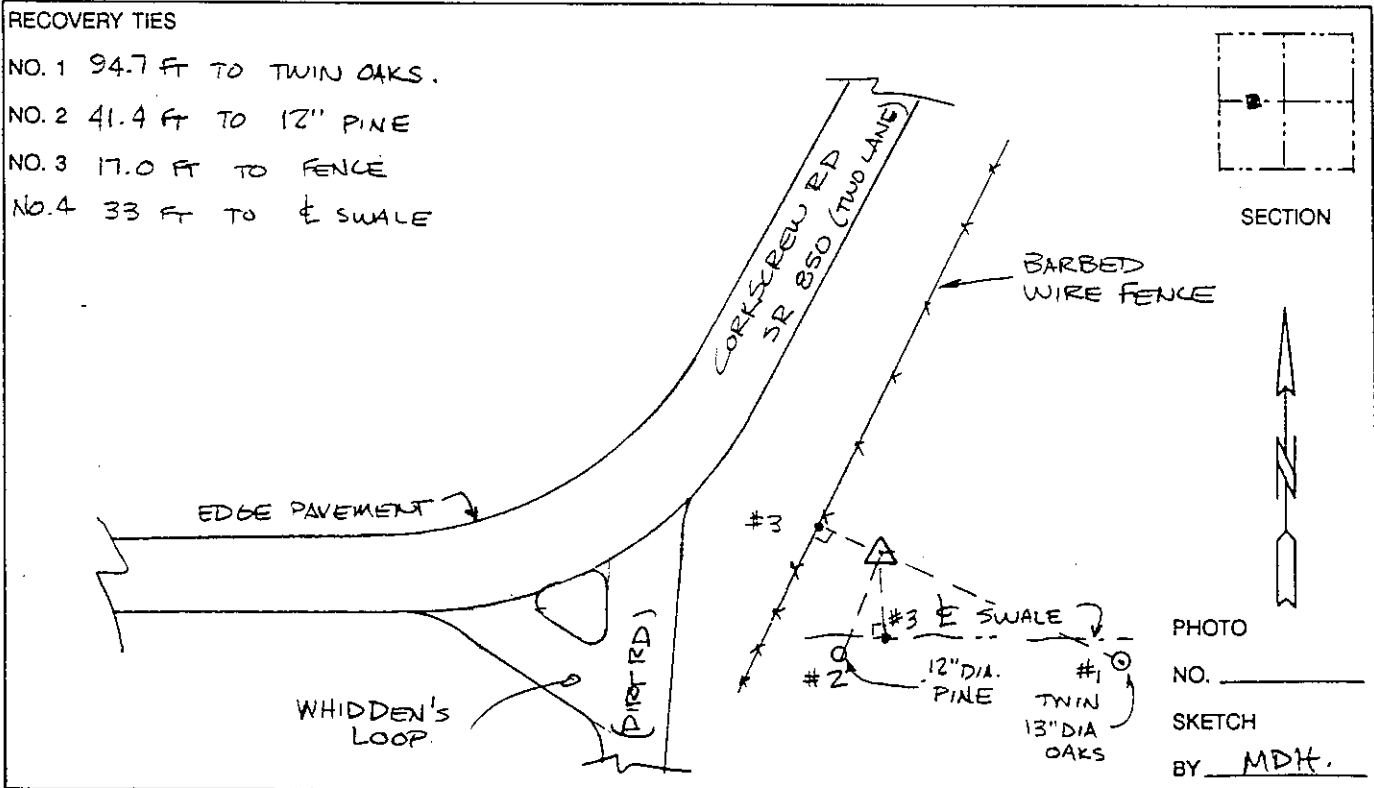 RECOVERY TIES
NO. 1 94.7 FT TO TWIN OAKS.
NO. 2 41.4 FT TO 12" PINE
NO. 3 17.0 FT TO FENCE
NO. 4 33 FT TO ℄ SWALE
SECTION
CORKSCREW RD
SR 850 (TWO LANE)
BARBED
WIRE FENCE
N
EDGE PAVEMENT
#3
#3 ℄ SWALE
#2
12" DIA.
PINE
#1
TWIN
13" DIA
OAKS
(DIRT RD)
WHIDDEN'S
LOOP
PHOTO
NO.
SKETCH
BY MDH.